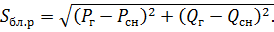 S_бл.р = √((P_г − P_сн)² + (Q_г − Q_сн)².